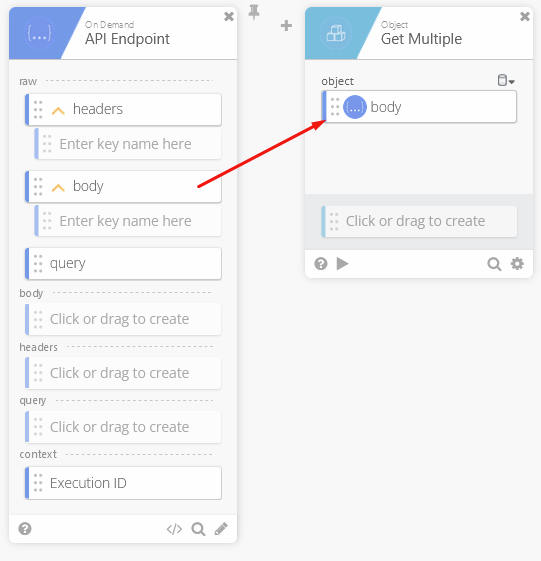 On Demand
API Endpoint
raw
headers
Enter key name here
body
Enter key name here
query
body
Click or drag to create
headers
Click or drag to create
query
Click or drag to create
context
Execution ID
Object
Get Multiple
object
body
Click or drag to create